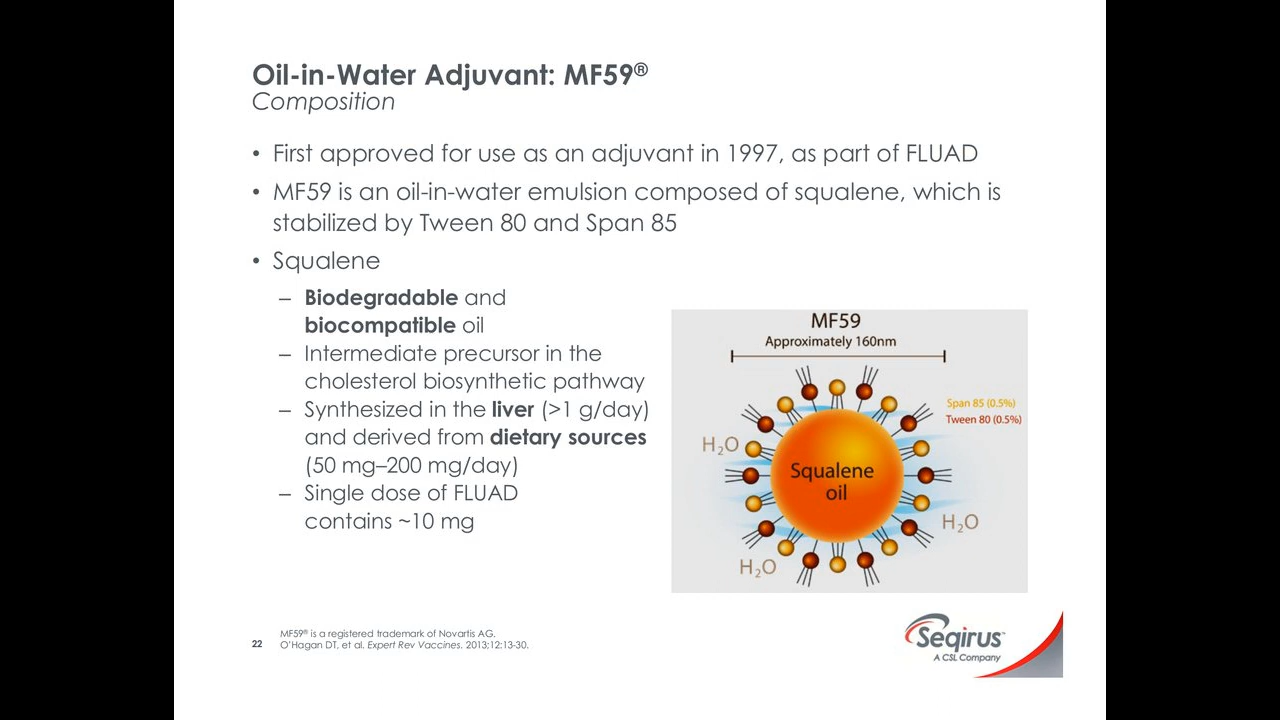 Oil-in-Water Adjuvant: MF59®
Composition
• First approved for use as an adjuvant in 1997, as part of FLUAD
• MF59 is an oil-in-water emulsion composed of squalene, which is
stabilized by Tween 80 and Span 85
• Squalene
– Biodegradable and
biocompatible oil
– Intermediate precursor in the
cholesterol biosynthetic pathway
– Synthesized in the liver (>1 g/day)
and derived from dietary sources
(50 mg–200 mg/day)
– Single dose of FLUAD
contains ~10 mg
MF59
Approximately 160nm
Span 85 (0.5%)
Tween 80 (0.5%)
H₂O
Squalene
oil
H₂O
H₂O
MF59® is a registered trademark of Novartis AG.
22 O'Hagan DT, et al. Expert Rev Vaccines. 2013;12:13-30.
Seqirus™
A CSL Company